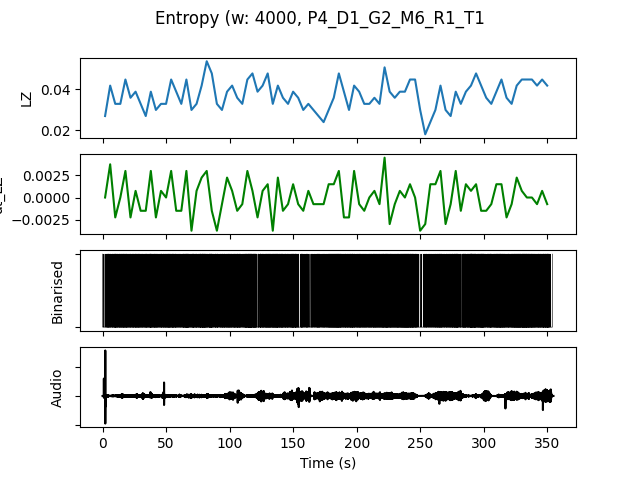 Entropy (w: 4000, P4_D1_G2_M6_R1_T1
LZ
0.04
0.02
0.0025
0.0000
−0.0025
Binarised
Audio
0 50 100 150 200 250 300 350
Time (s)